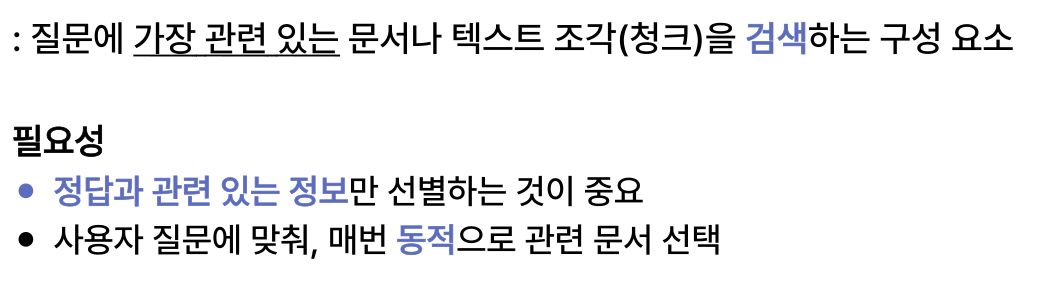 : 질문에 가장 관련 있는 문서나 텍스트 조각(청크)을 검색하는 구성 요소
필요성
● 정답과 관련 있는 정보만 선별하는 것이 중요
● 사용자 질문에 맞춰, 매번 동적으로 관련 문서 선택